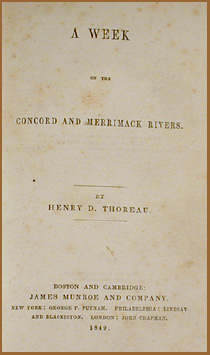 A WEEK
ON THE
CONCORD AND MERRIMACK RIVERS.
BY
HENRY D. THOREAU.
BOSTON AND CAMBRIDGE:
JAMES MUNROE AND COMPANY.
NEW YORK: GEORGE P. PUTNAM. PHILADELPHIA: LINDSAY
AND BLACKISTON. LONDON: JOHN CHAPMAN.
1849.